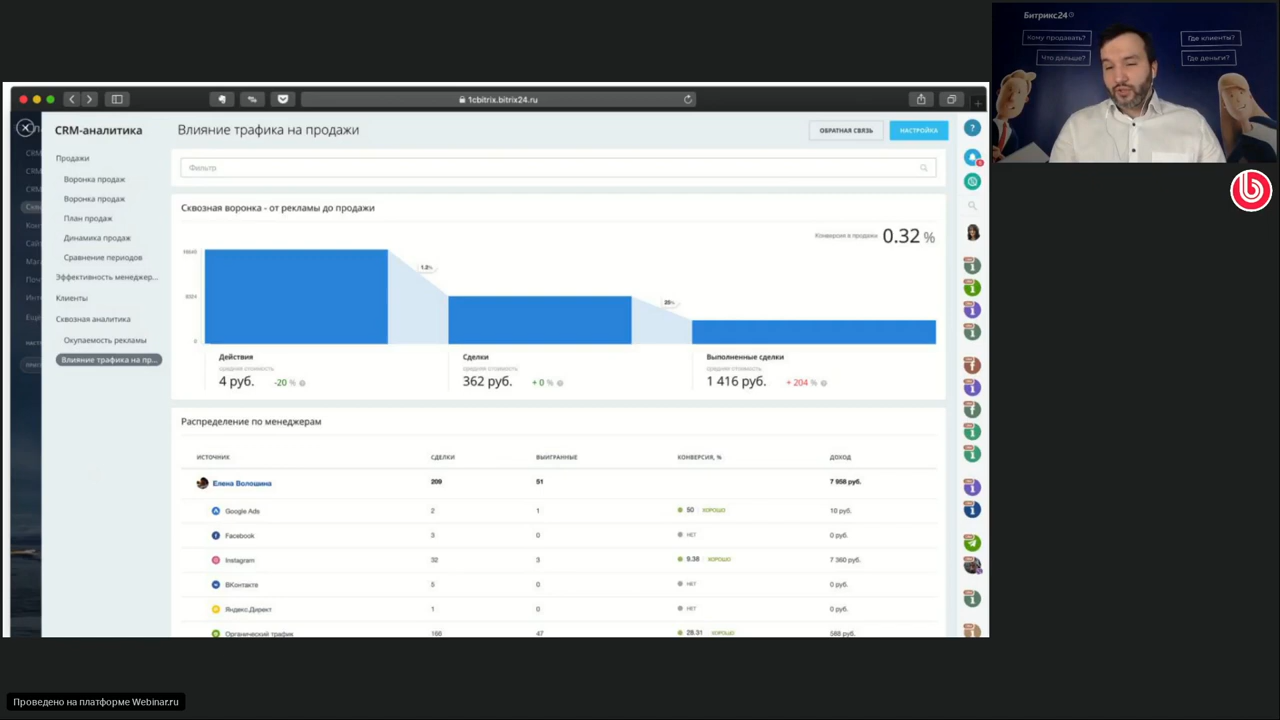 Битрикс24
Кому продавать?
Где клиенты?
Что дальше?
Где деньги?
1cbitrix.bitrix24.ru
CRM-аналитика
Влияние трафика на продажи
ОБРАТНАЯ СВЯЗЬ
НАСТРОЙКА
Продажи
Воронка продаж
Воронка продаж
План продаж
Динамика продаж
Сравнение периодов
Эффективность менеджер...
Клиенты
Сквозная аналитика
Окупаемость рекламы
Влияние трафика на пр...
Фильтр
Сквозная воронка - от рекламы до продажи
Конверсия в продажи 0.32 %
0
1.2%
25%
Действия
средняя стоимость
4 руб. -20 %
Сделки
средняя стоимость
362 руб. + 0 %
Выполненные сделки
средняя стоимость
1 416 руб. + 204 %
Распределение по менеджерам
ИСТОЧНИК СДЕЛКИ ВЫИГРАННЫЕ КОНВЕРСИЯ, % ДОХОД
Елена Волошина 209 51 7 958 руб.
Google Ads 2 1 50 ХОРОШО 10 руб.
Facebook 3 0 НЕТ 0 руб.
Instagram 32 3 9.38 ХОРОШО 7 360 руб.
ВКонтакте 5 0 НЕТ 0 руб.
Яндекс.Директ 1 0 НЕТ 0 руб.
Органический трафик 166 47 28.31 ХОРОШО 588 руб.
Проведено на платформе Webinar.ru